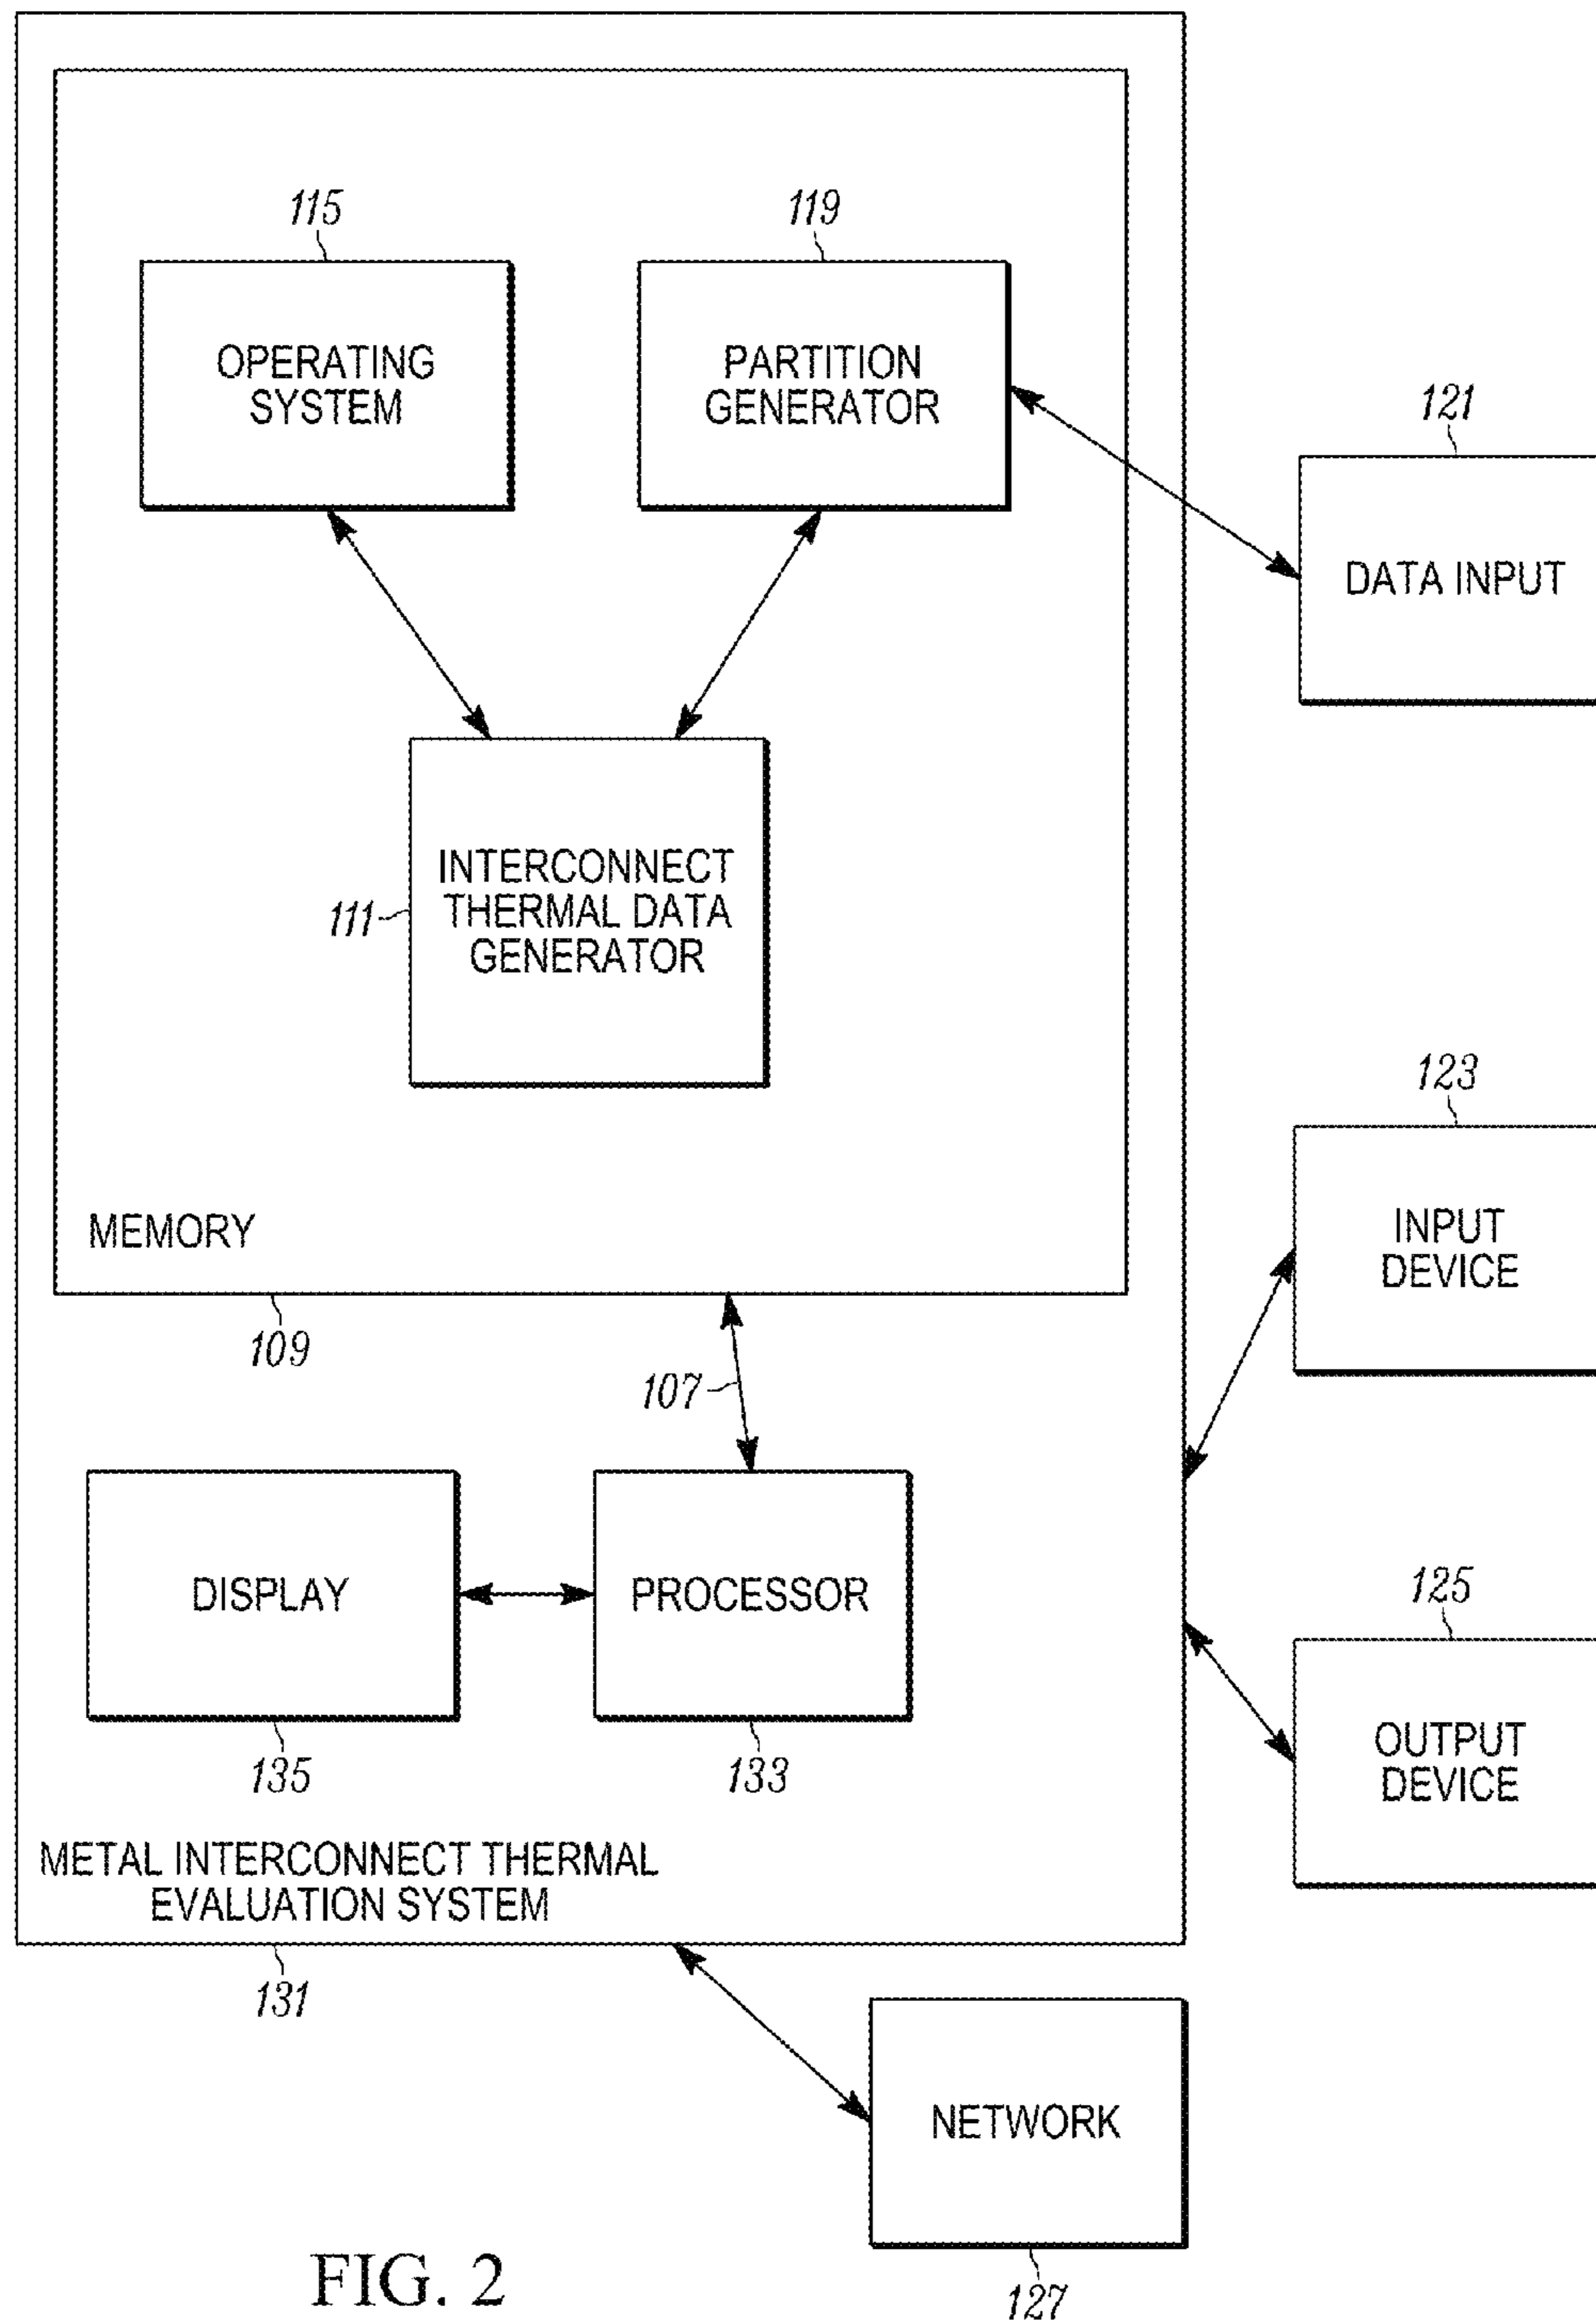 115
119
OPERATING
SYSTEM
PARTITION
GENERATOR
121
DATA INPUT
111
INTERCONNECT
THERMAL DATA
GENERATOR
123
INPUT
DEVICE
MEMORY
109
107
DISPLAY
PROCESSOR
125
OUTPUT
DEVICE
135
133
METAL INTERCONNECT THERMAL
EVALUATION SYSTEM
131
NETWORK
127
FIG. 2